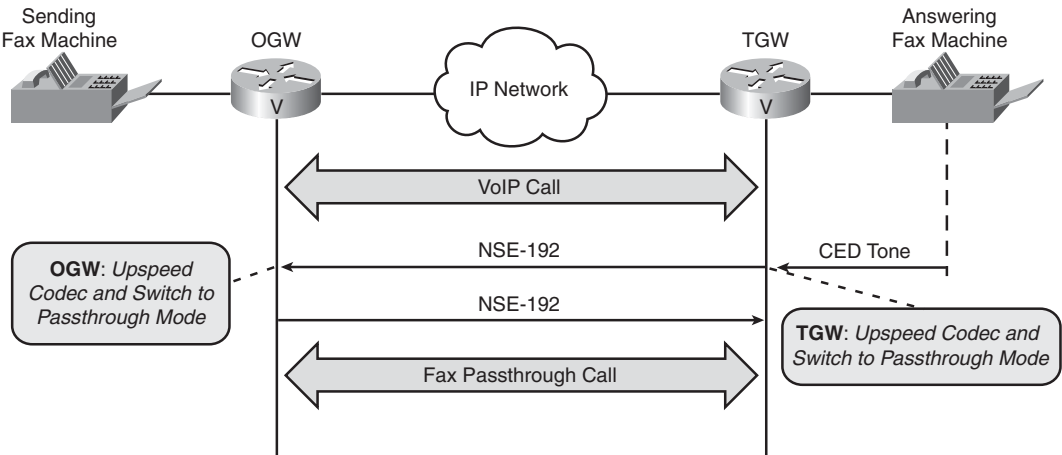 Sending
Fax Machine
OGW
TGW
Answering
Fax Machine
IP Network
V
V
VoIP Call
NSE-192
CED Tone
OGW: Upspeed
Codec and Switch to
Passthrough Mode
NSE-192
TGW: Upspeed Codec and
Switch to Passthrough Mode
Fax Passthrough Call